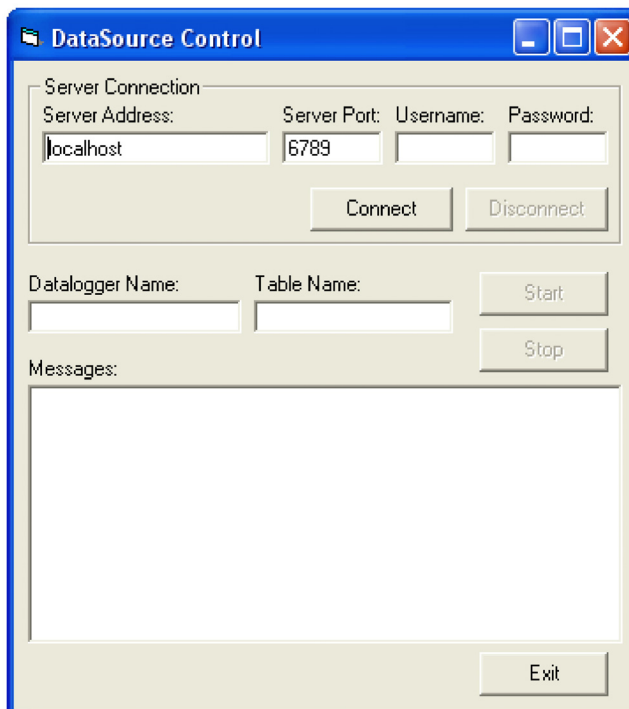 DataSource Control
Server Connection
Server Address: Server Port: Username: Password:
localhost 6789
Connect Disconnect
Datalogger Name: Table Name: Start
Stop
Messages:
Exit